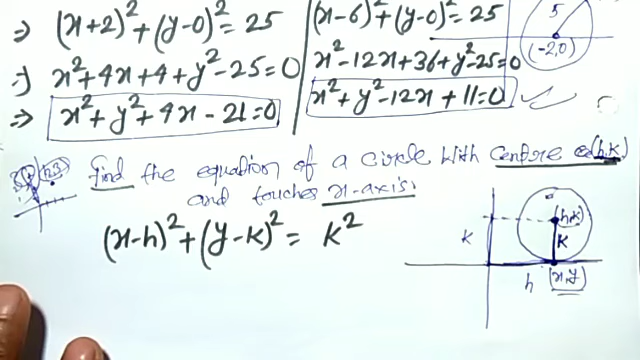 ⇒ (x+2)²+(y-0)²=25
⇒ x²+4x+4+y²-25=0
⇒ x²+y²+4x-21=0
(x-6)²+(y-0)²=25
x²-12x+36+y²-25=0
x²+y²-12x+11=0
5
(-2,0)
Find the equation of a circle with centre (h,k)
and touches x-axis.
(x-h)²+(y-k)²= k²
(h,k)
k
k
h
(x,y)